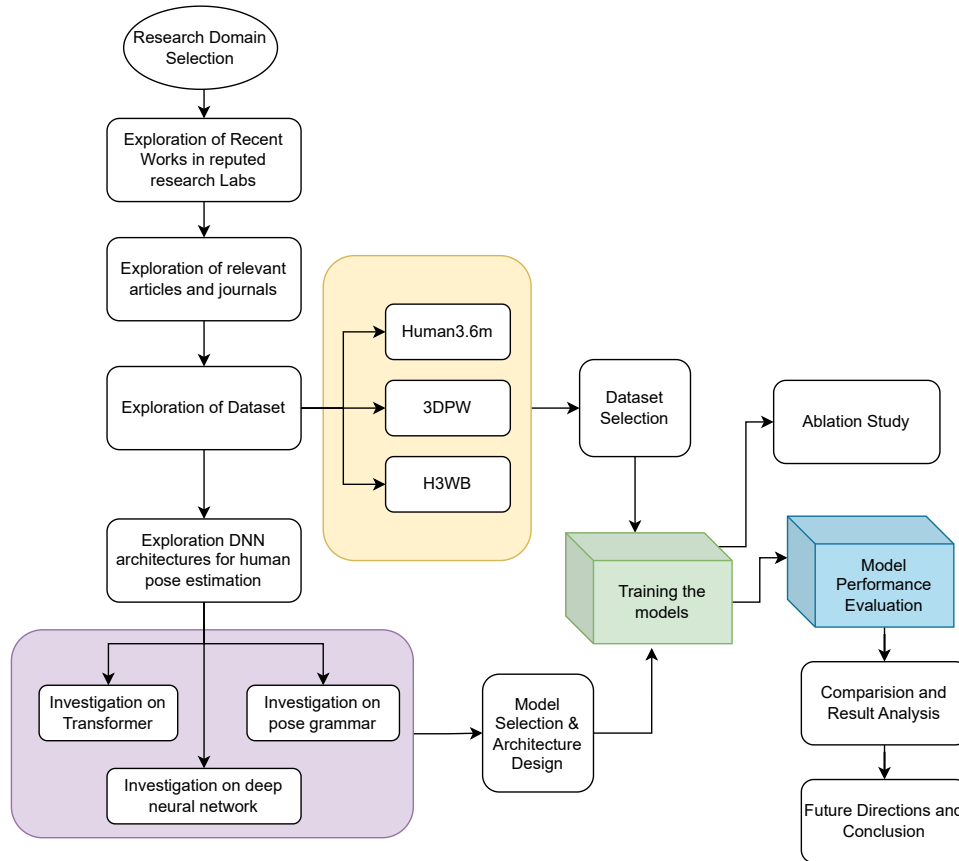 Research Domain
Selection
Exploration of Recent
Works in reputed
research Labs
Exploration of relevant
articles and journals
Exploration of Dataset
Human3.6m
3DPW
H3WB
Dataset
Selection
Ablation Study
Exploration DNN
architectures for human
pose estimation
Investigation on
Transformer
Investigation on
pose grammar
Investigation on deep
neural network
Model
Selection &
Architecture
Design
Training the
models
Model
Performance
Evaluation
Comparision and
Result Analysis
Future Directions and
Conclusion